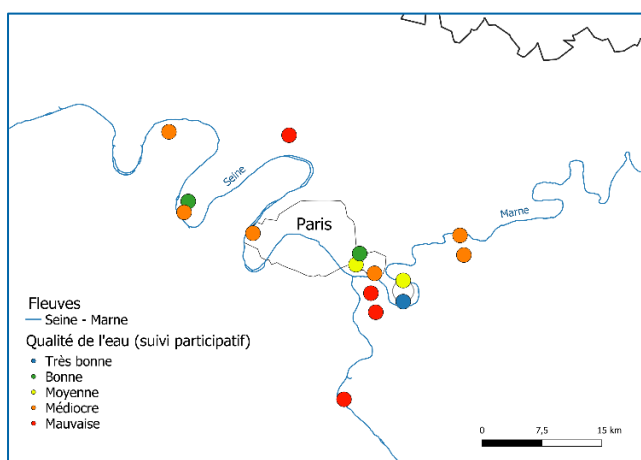 Seine
Marne
Paris
Fleuves
Seine - Marne
Qualité de l'eau (suivi participatif)
Très bonne
Bonne
Moyenne
Médiocre
Mauvaise
0 7,5 15 km